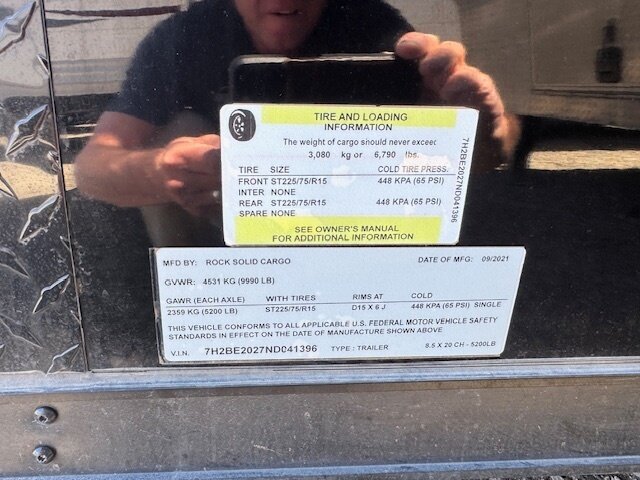 TIRE AND LOADING
INFORMATION
The weight of cargo should never exceed
3,080 kg or 6,790 lbs.
TIRE SIZE COLD TIRE PRESS.
FRONT ST225/75/R15 448 KPA (65 PSI)
INTER NONE
REAR ST225/75/R15 448 KPA (65 PSI)
SPARE NONE
SEE OWNER'S MANUAL
FOR ADDITIONAL INFORMATION
7H2BE2027ND041396
MFD BY: ROCK SOLID CARGO DATE OF MFG: 09/2021
GVWR: 4531 KG (9990 LB)
GAWR (EACH AXLE) WITH TIRES RIMS AT COLD
2359 KG (5200 LB) ST225/75/R15 D15 X 6 J 448 KPA (65 PSI) SINGLE
THIS VEHICLE CONFORMS TO ALL APPLICABLE U.S. FEDERAL MOTOR VEHICLE SAFETY
STANDARDS IN EFFECT ON THE DATE OF MANUFACTURE SHOWN ABOVE
V.I.N. 7H2BE2027ND041396 TYPE: TRAILER 8.5 X 20 CH - 5200LB